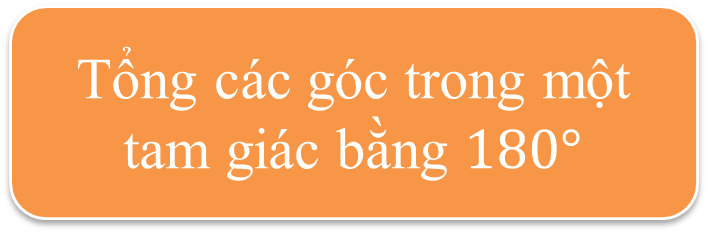 Tổng các góc trong một
tam giác bằng 180°